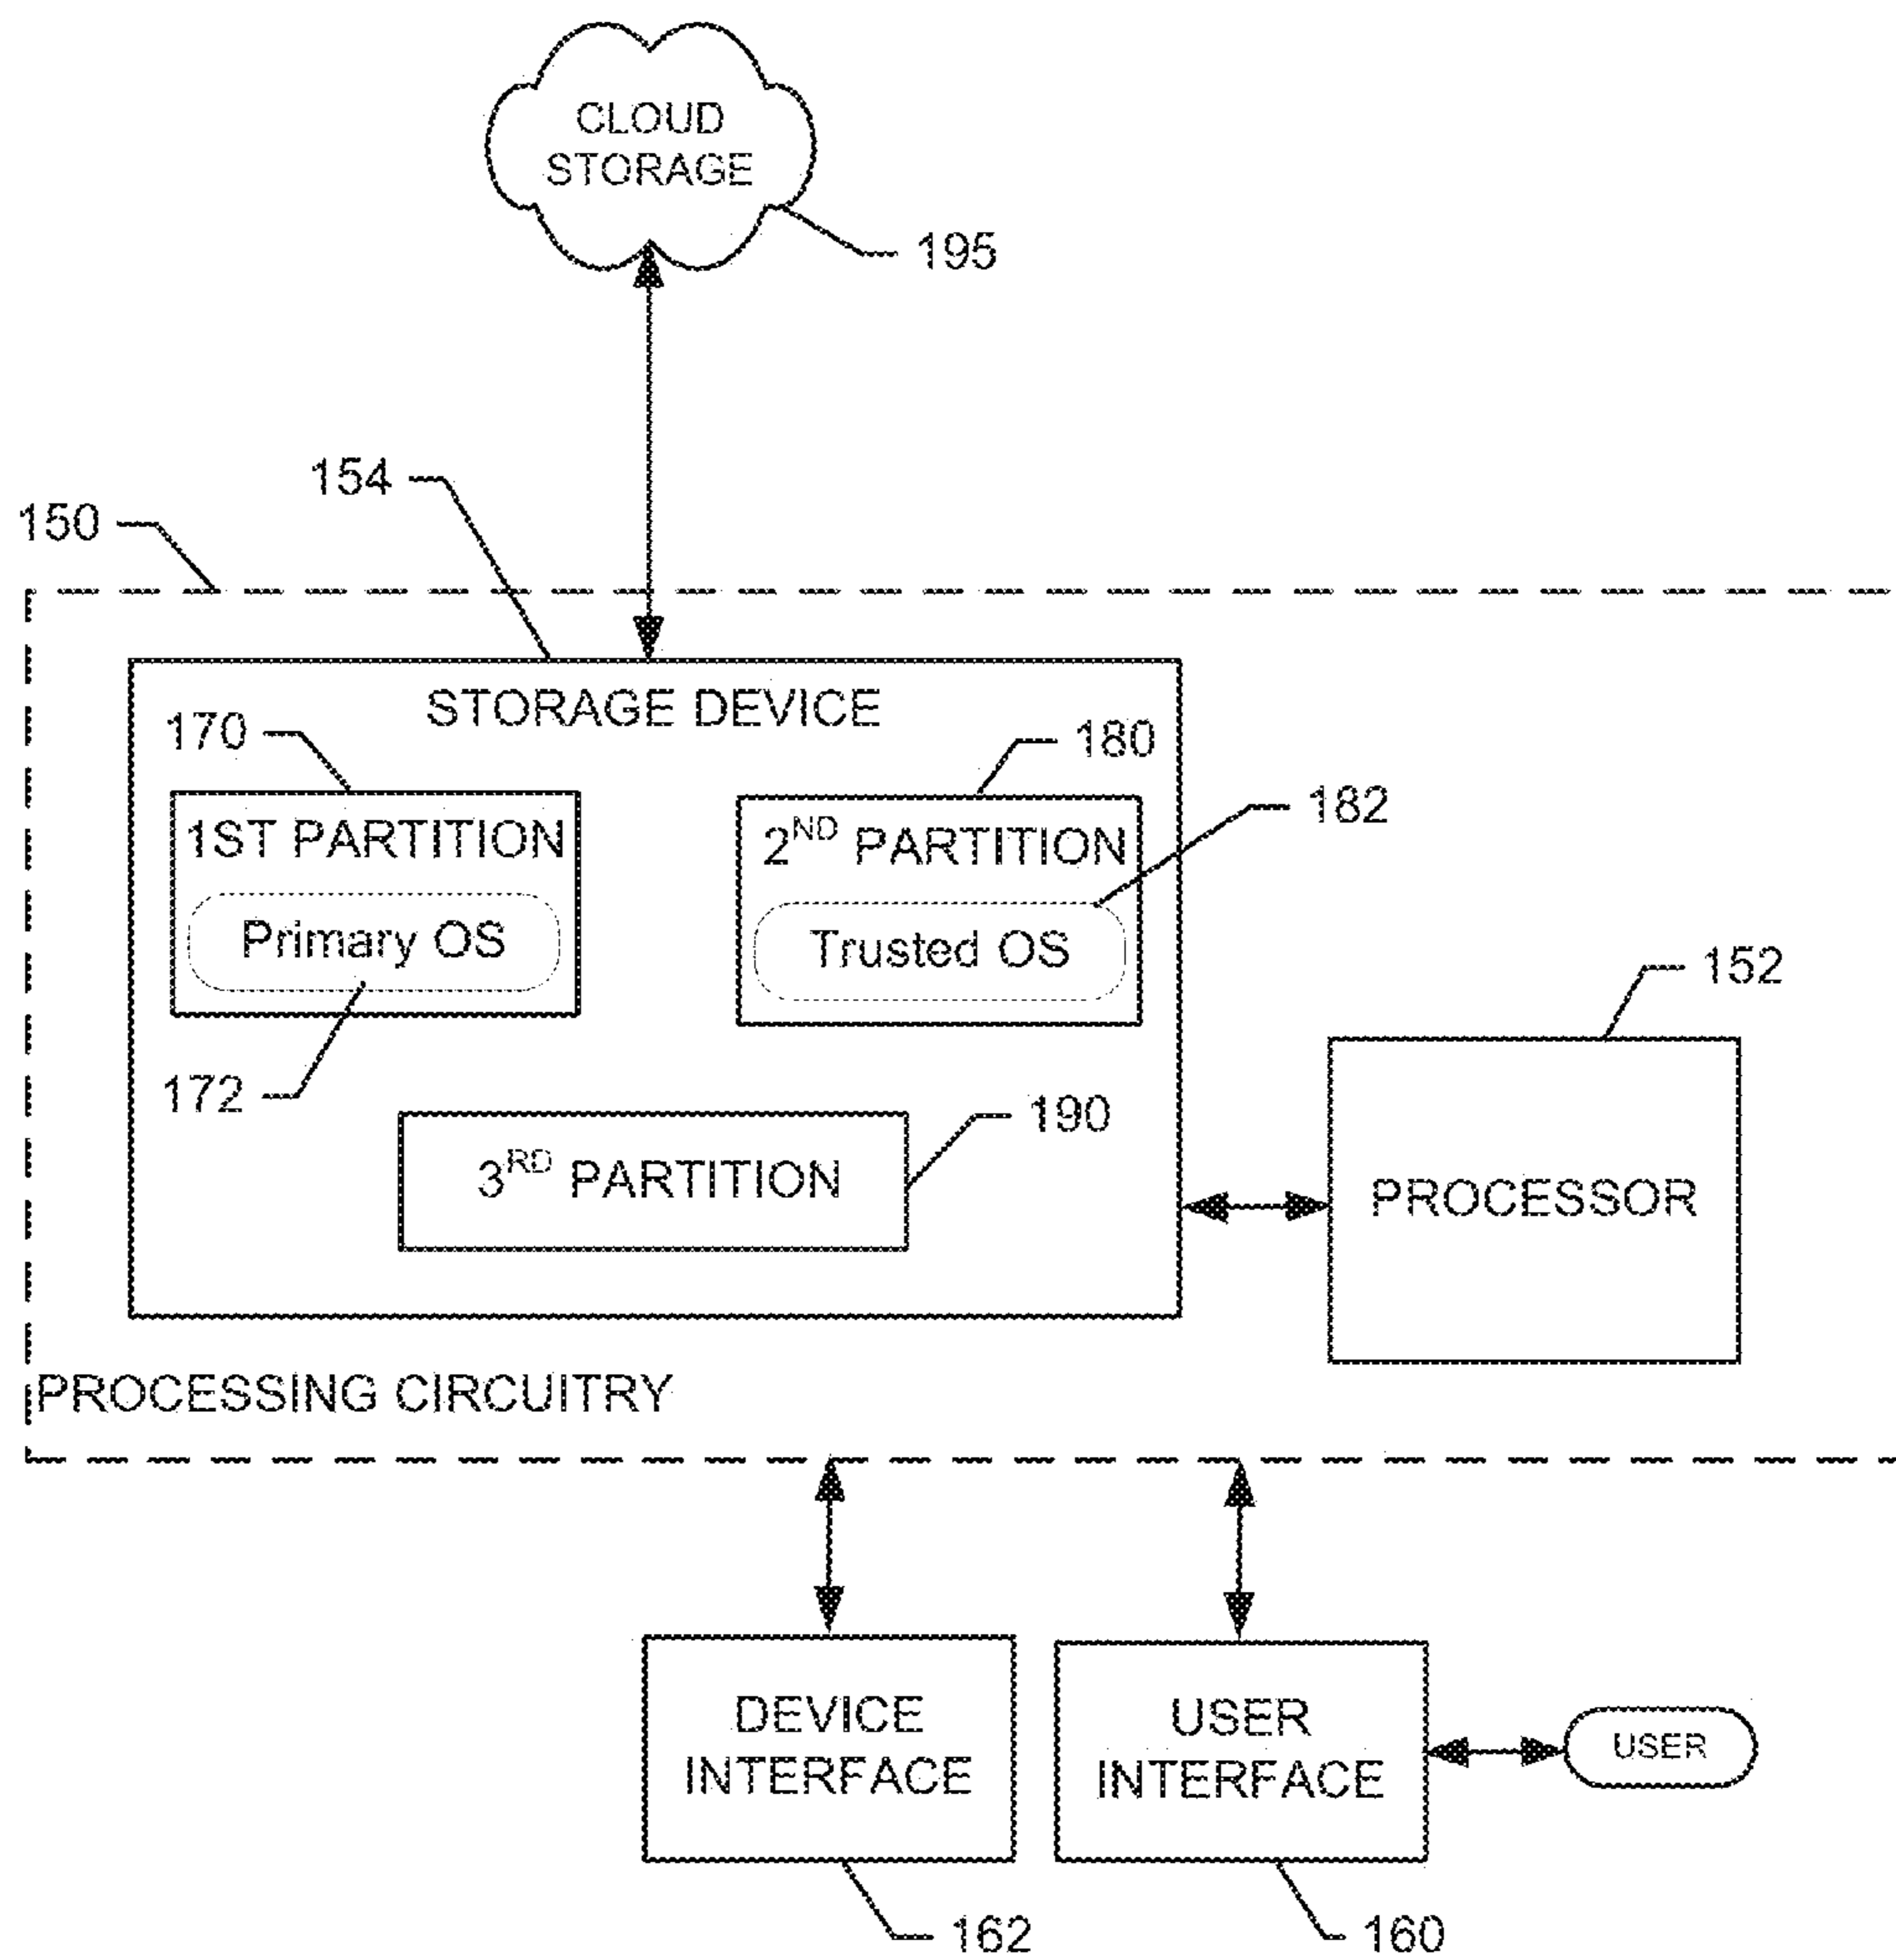 CLOUD
STORAGE
195
154
150
STORAGE DEVICE
170
180
182
1ST PARTITION
2ND PARTITION
Primary OS
Trusted OS
152
172
190
3RD PARTITION
PROCESSOR
PROCESSING CIRCUITRY
DEVICE
INTERFACE
USER
INTERFACE
USER
162
160